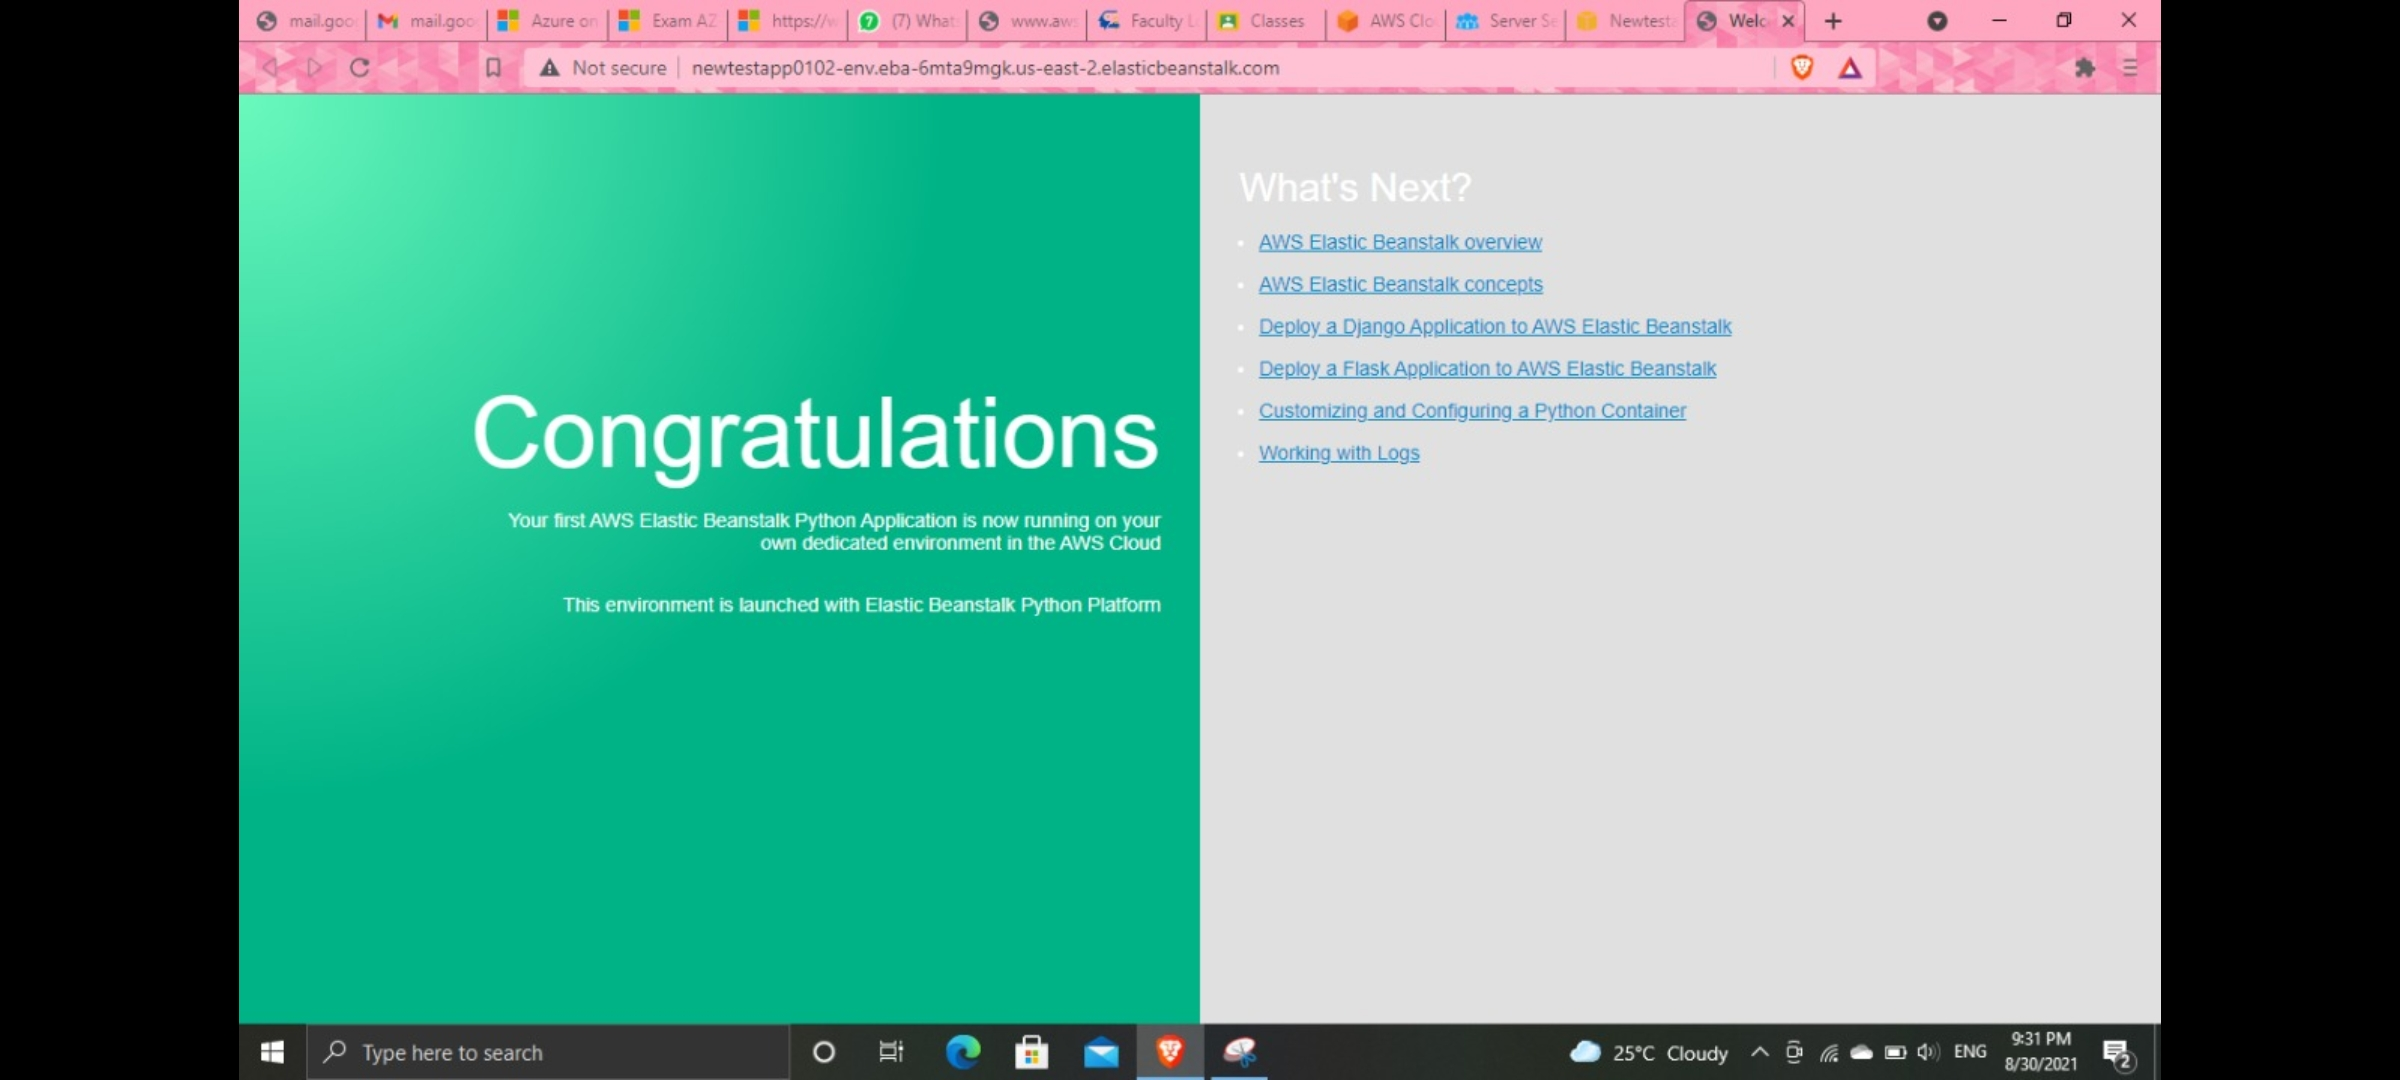 mail.goo
mail.goo
Azure on
Exam AZ
https://w
(7) What
www.aws
Faculty L
Classes
AWS Clo
Server Se
Newtest
Welc
Not secure
newtestapp0102-env.eba-6mta9mgk.us-east-2.elasticbeanstalk.com
Congratulations
Your first AWS Elastic Beanstalk Python Application is now running on your
own dedicated environment in the AWS Cloud
This environment is launched with Elastic Beanstalk Python Platform
What's Next?
AWS Elastic Beanstalk overview
AWS Elastic Beanstalk concepts
Deploy a Django Application to AWS Elastic Beanstalk
Deploy a Flask Application to AWS Elastic Beanstalk
Customizing and Configuring a Python Container
Working with Logs
Type here to search
25°C Cloudy
ENG
9:31 PM
8/30/2021
2